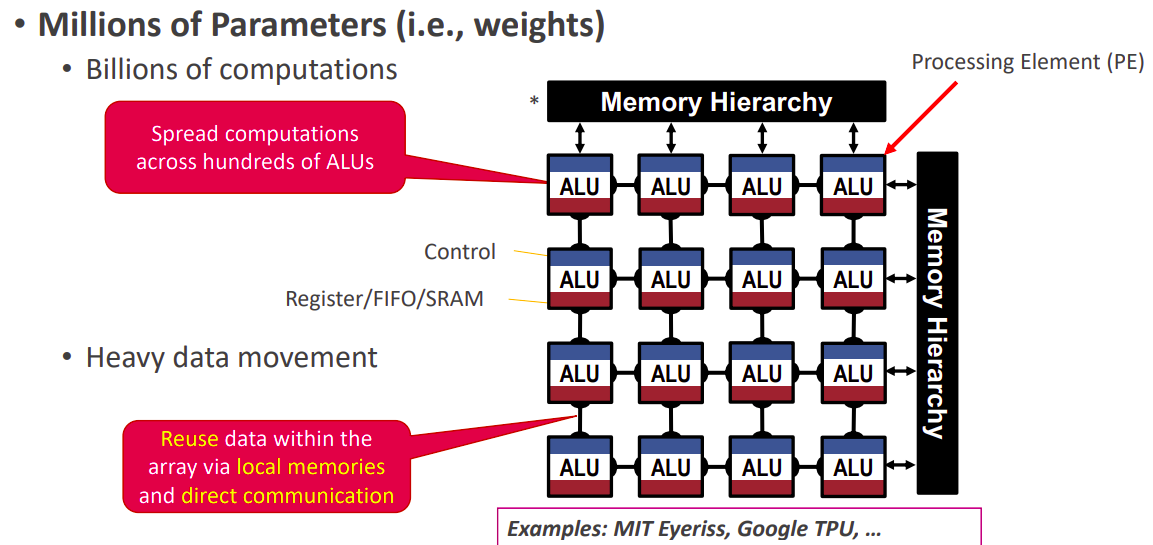 • Millions of Parameters (i.e., weights)
• Billions of computations
Processing Element (PE)
* Memory Hierarchy
Spread computations
across hundreds of ALUs
ALU ALU ALU ALU
Control
Register/FIFO/SRAM
ALU ALU ALU ALU
Memory Hierarchy
• Heavy data movement
ALU ALU ALU ALU
Reuse data within the
array via local memories
and direct communication
ALU ALU ALU ALU
Examples: MIT Eyeriss, Google TPU, …